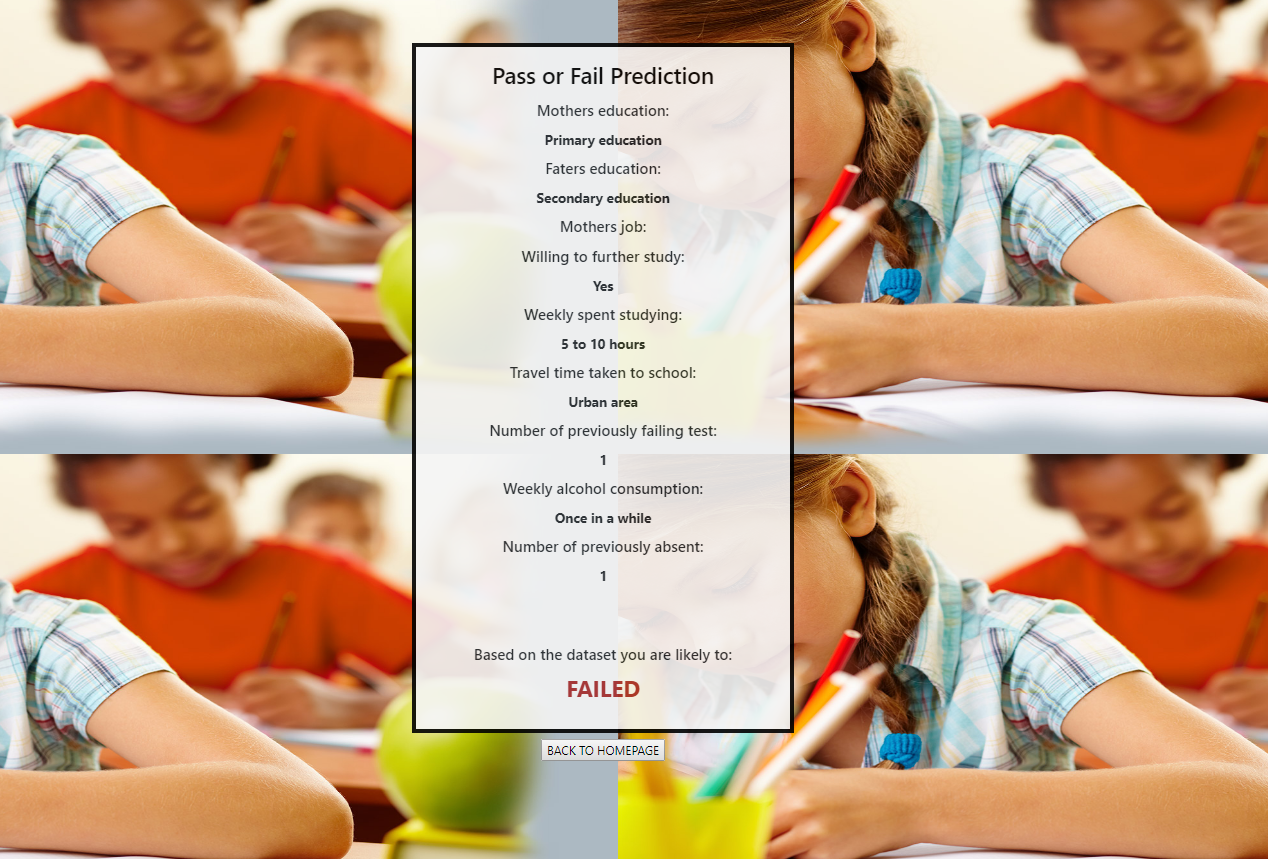 Pass or Fail Prediction
Mothers education:
Primary education
Faters education:
Secondary education
Mothers job:
Willing to further study:
Yes
Weekly spent studying:
5 to 10 hours
Travel time taken to school:
Urban area
Number of previously failing test:
1
Weekly alcohol consumption:
Once in a while
Number of previously absent:
1
Based on the dataset you are likely to:
FAILED
BACK TO HOMEPAGE